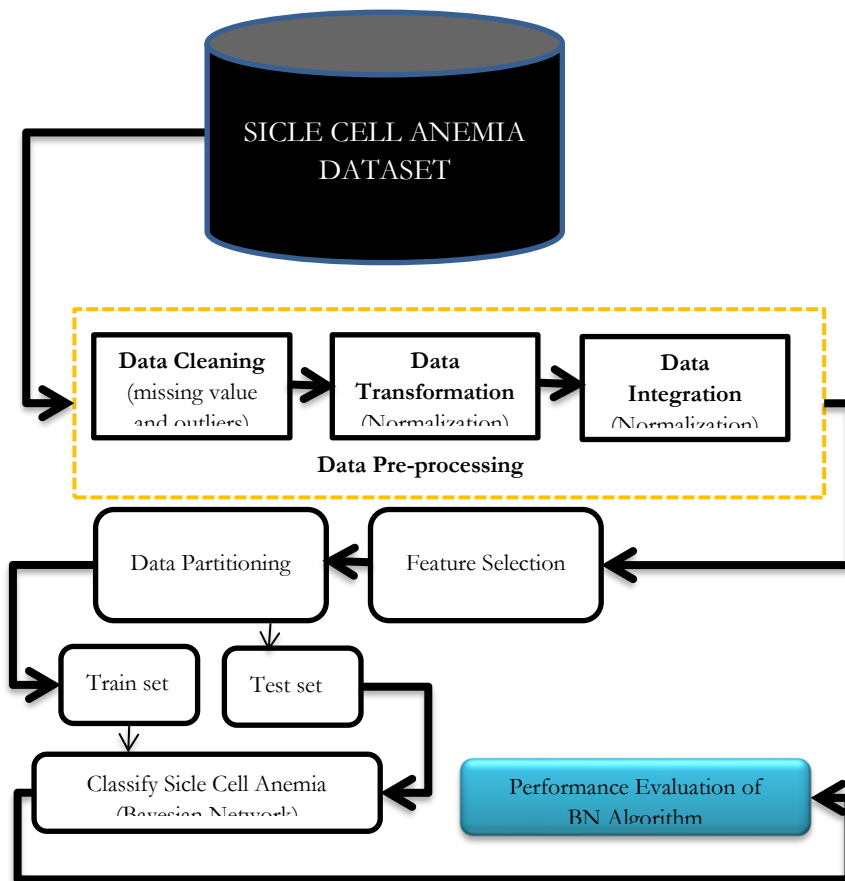 SICLE CELL ANEMIA
DATASET
Data Cleaning
(missing value
and outliers)
Data
Transformation
(Normalization)
Data
Integration
(Normalization)
Data Pre-processing
Data Partitioning
Feature Selection
Train set
Test set
Classify Sicle Cell Anemia
(Bayesian Network)
Performance Evaluation of
BN Algorithm